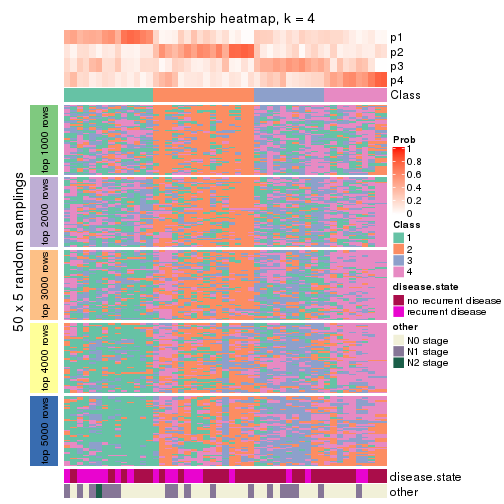 membership heatmap, k = 4
p1
p2
p3
p4
Class
50 x 5 random samplings
top 1000 rows
top 2000 rows
top 3000 rows
top 4000 rows
top 5000 rows
disease.state
other
Prob
1
0.8
0.6
0.4
0.2
0
Class
1
2
3
4
disease.state
no recurrent disease
recurrent disease
other
N0 stage
N1 stage
N2 stage